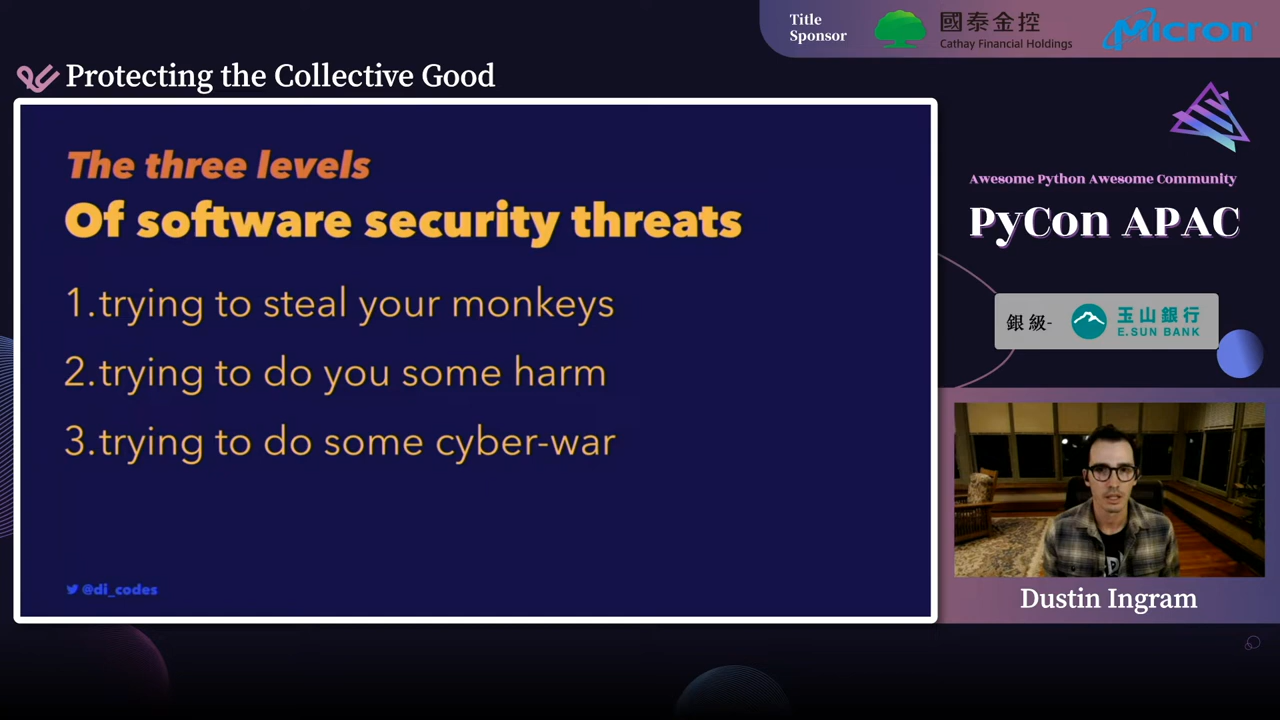 Title
Sponsor
國泰金控
Cathay Financial Holdings
Micron
Protecting the Collective Good
The three levels
Of software security threats
1.trying to steal your monkeys
2.trying to do you some harm
3.trying to do some cyber-war
@di_codes
Awesome Python Awesome Community
PyCon APAC
銀級-
玉山銀行
E.SUN BANK
Dustin Ingram